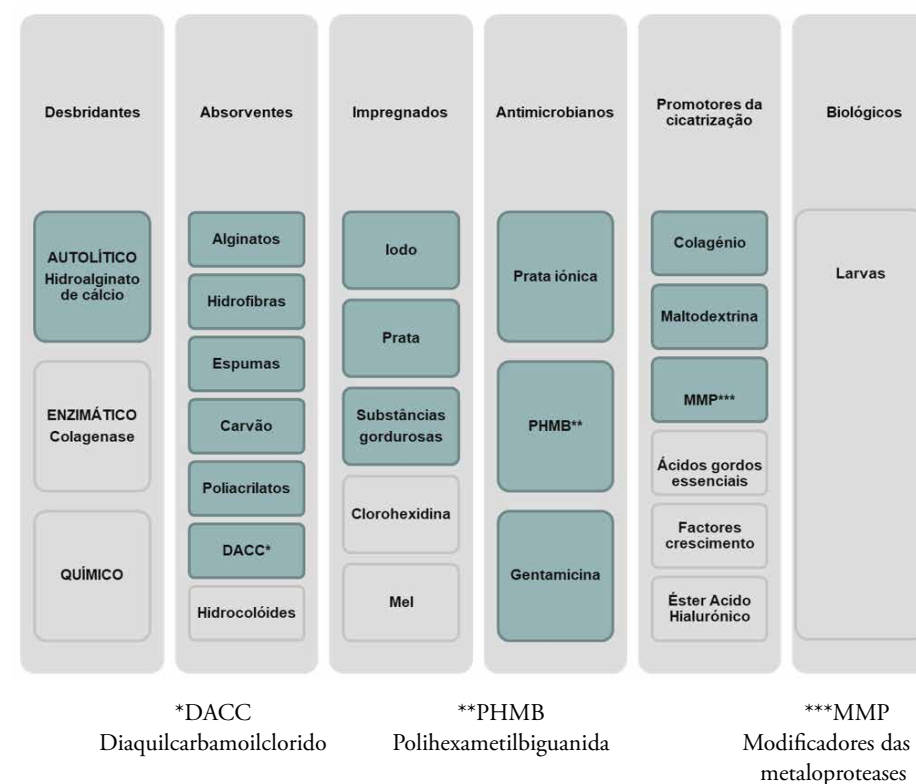 Desbridantes
AUTOLÍTICO
Hidroalginato
de cálcio
ENZIMÁTICO
Colagenase
QUÍMICO
Absorventes
Alginatos
Hidrofibras
Espumas
Carvão
Poliacrilatos
DACC*
Hidrocolóides
Impregnados
Iodo
Prata
Substâncias
gordurosas
Clorohexidina
Mel
Antimicrobianos
Prata iónica
PHMB**
Gentamicina
Promotores da
cicatrização
Colagénio
Maltodextrina
MMP***
Ácidos gordos
essenciais
Factores
crescimento
Éster Acido
Hialurónico
Biológicos
Larvas
*DACC
Diaquilcarbamoilclorido
**PHMB
Polihexametilbiguanida
***MMP
Modificadores das
metaloproteases